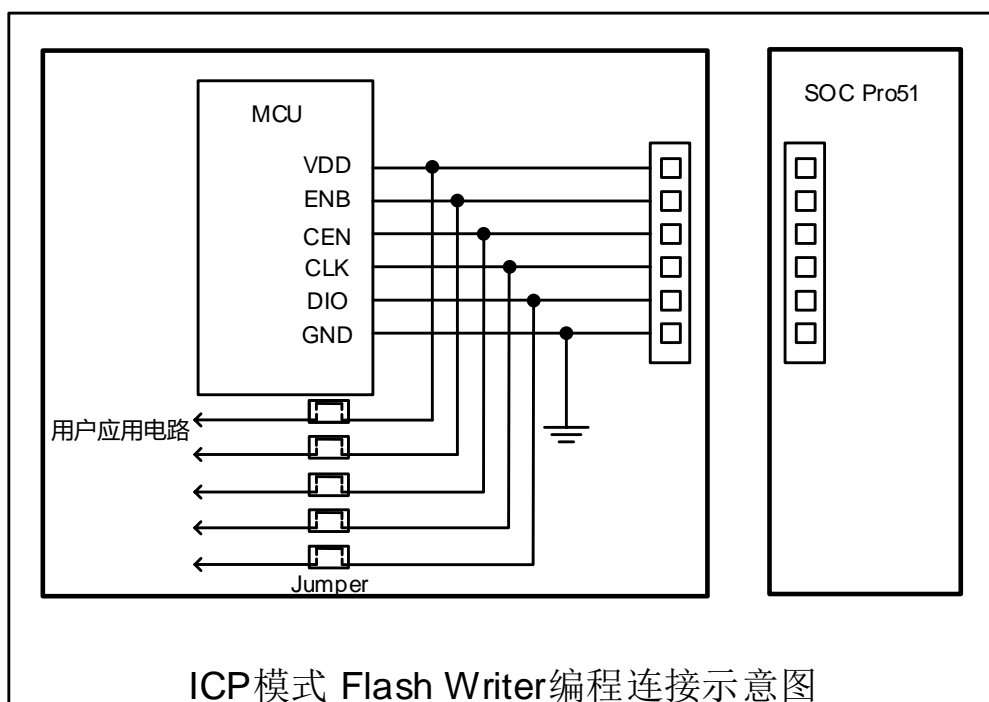 MCU
VDD
ENB
CEN
CLK
DIO
GND
用户应用电路
Jumper
SOC Pro51
ICP模式 Flash Writer编程连接示意图